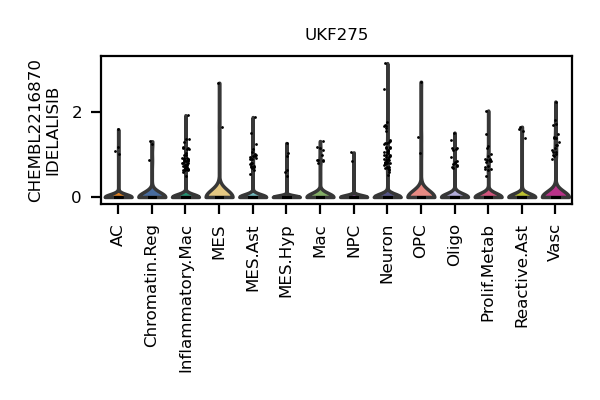 UKF275
CHEMBL2216870
IDELALISIB
2
0
AC
Chromatin.Reg
Inflammatory.Mac
MES
MES.Ast
MES.Hyp
Mac
NPC
Neuron
OPC
Oligo
Prolif.Metab
Reactive.Ast
Vasc